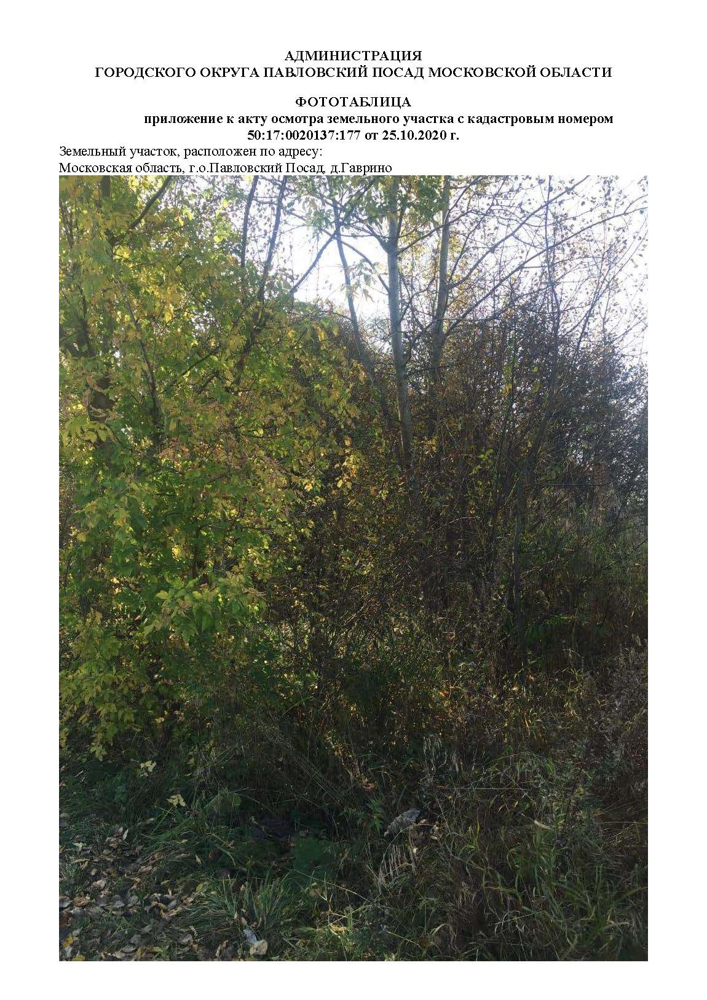 АДМИНИСТРАЦИЯ
ГОРОДСКОГО ОКРУГА ПАВЛОВСКИЙ ПОСАД МОСКОВСКОЙ ОБЛАСТИ
ФОТОТАБЛИЦА
приложение к акту осмотра земельного участка с кадастровым номером
50:17:0020137:177 от 25.10.2020 г.
Земельный участок, расположен по адресу:
Московская область, г.о.Павловский Посад, д.Гаврино